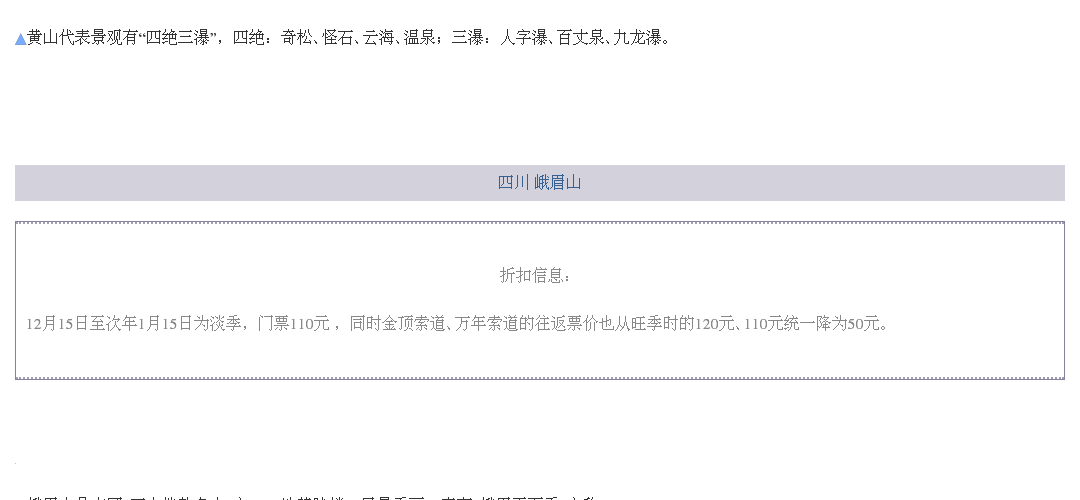 ▲黄山代表景观有“四绝三瀑”，四绝：奇松、怪石、云海、温泉；三瀑：人字瀑、百丈泉、九龙瀑。
四川 峨眉山
折扣信息：
12月15日至次年1月15日为淡季，门票110元 ，同时金顶索道、万年索道的往返票价也从旺季时的120元、110元统一降为50元。